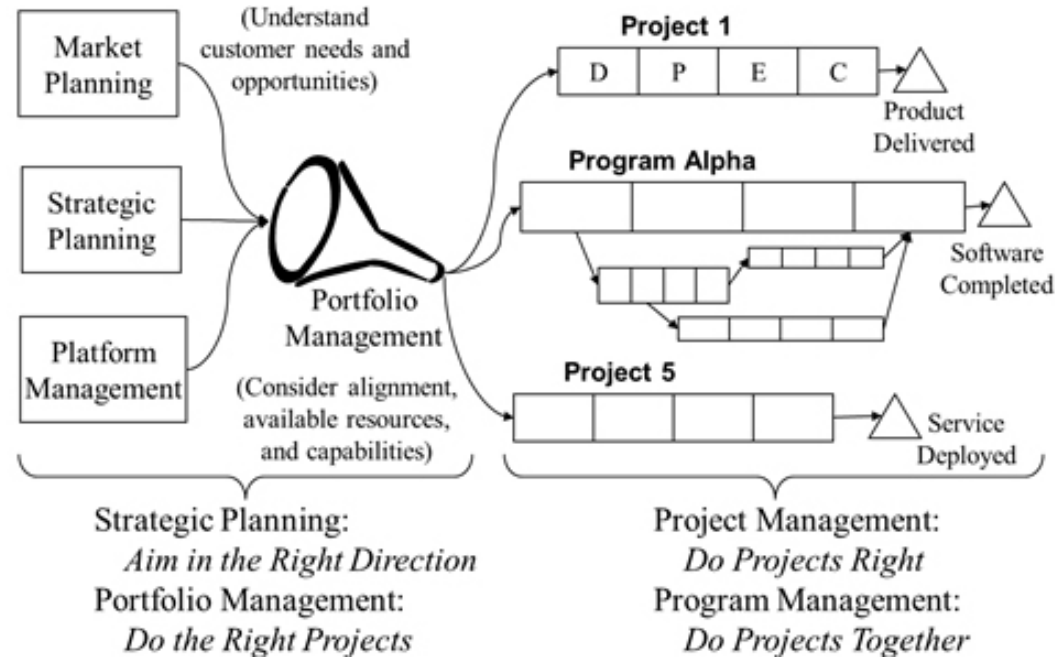 Market
Planning
(Understand
customer needs and
opportunities)
Strategic
Planning
Platform
Management
Portfolio
Management
(Consider alignment,
available resources,
and capabilities)
Project 1
D P E C
Product
Delivered
Program Alpha
Software
Completed
Project 5
Service
Deployed
Strategic Planning:
Aim in the Right Direction
Portfolio Management:
Do the Right Projects
Project Management:
Do Projects Right
Program Management:
Do Projects Together